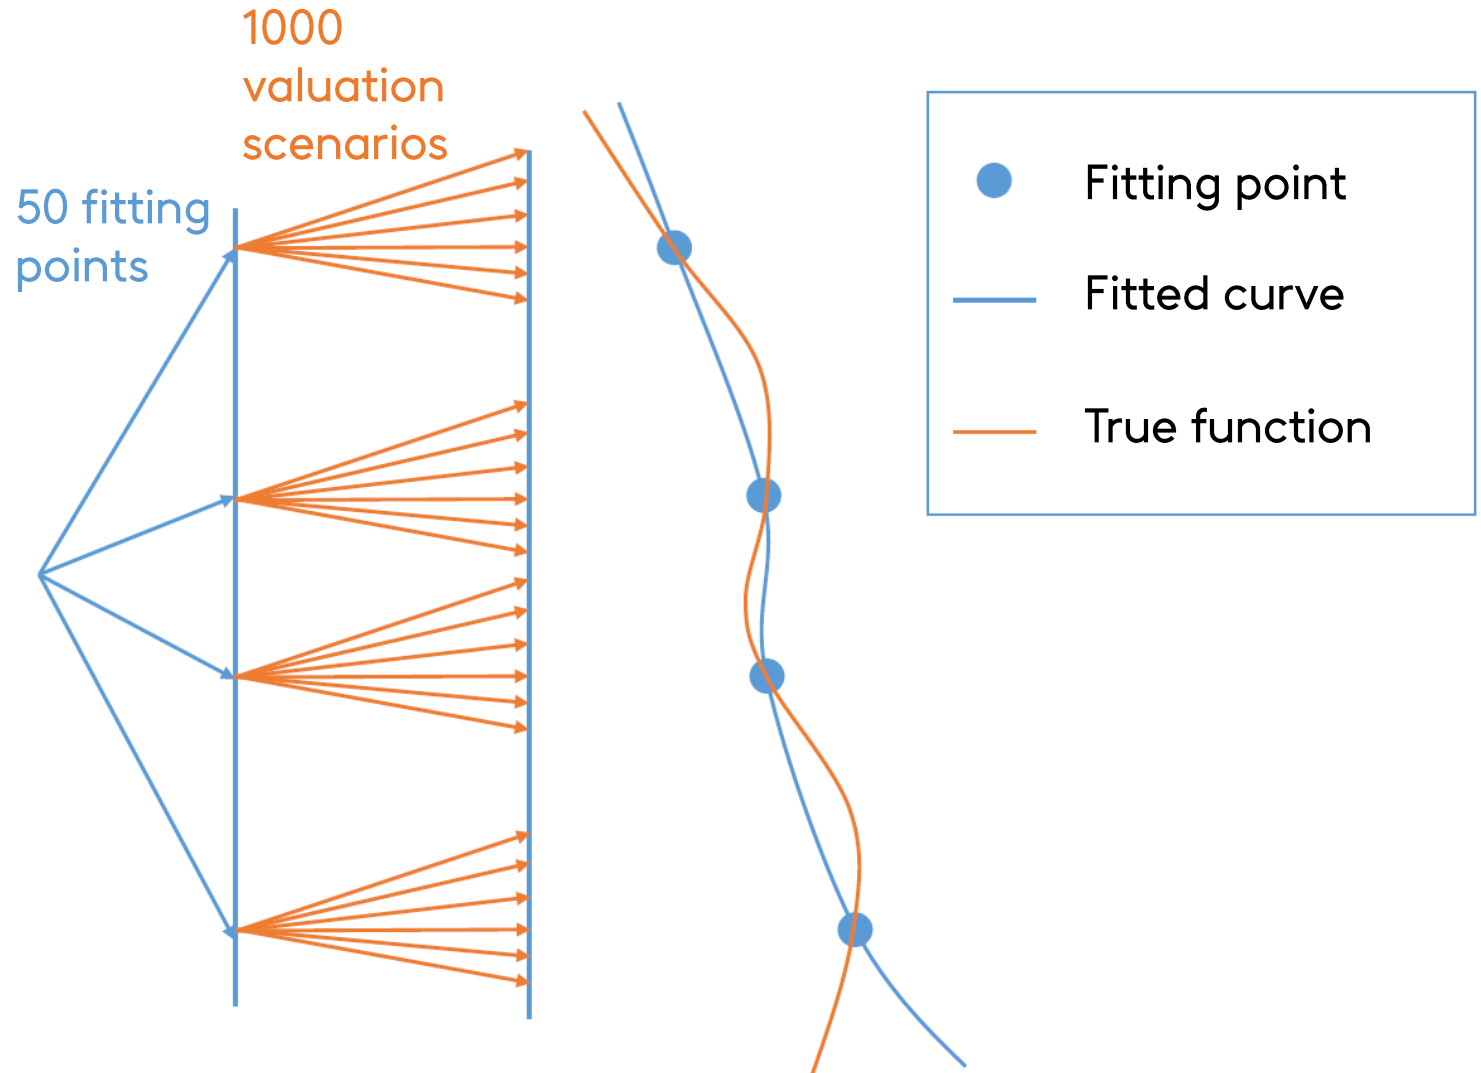 1000
valuation
scenarios
50 fitting
points
Fitting point
Fitted curve
True function